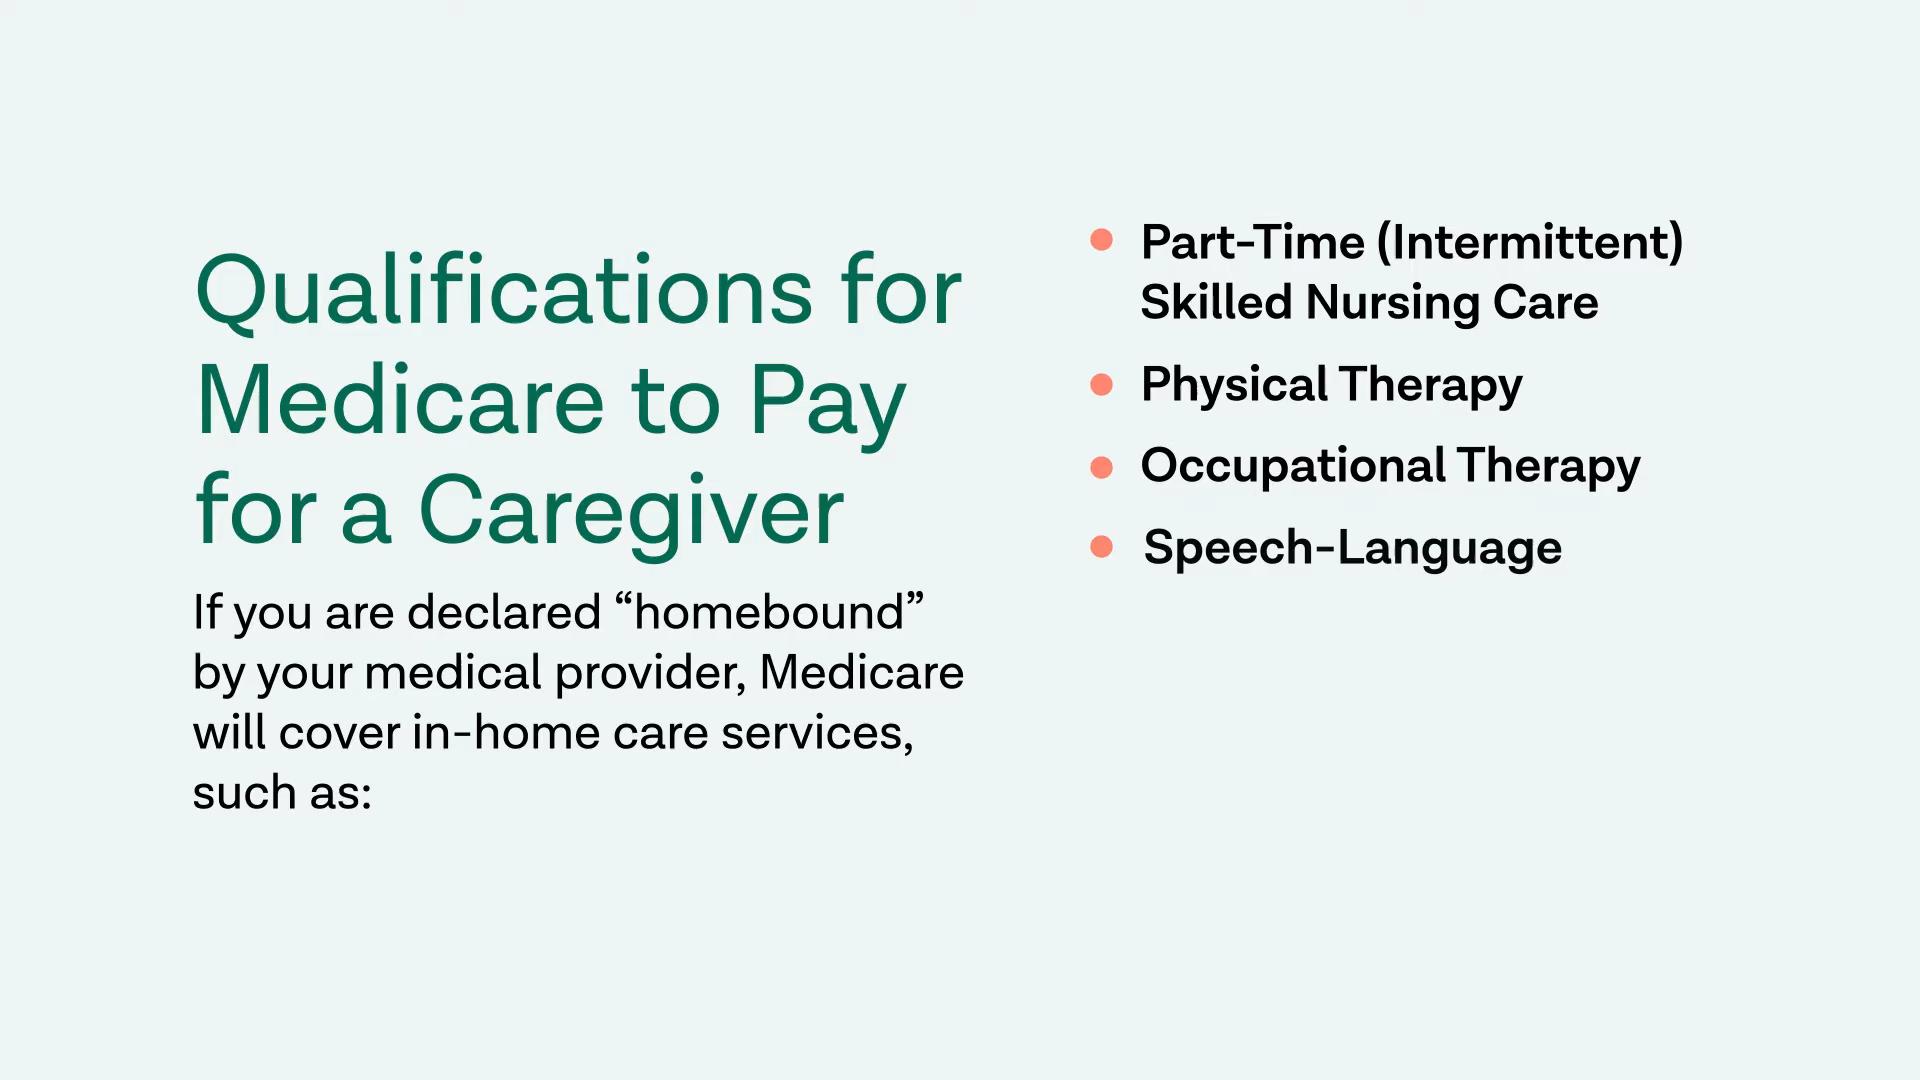 Qualifications for
Medicare to Pay
for a Caregiver
If you are declared “homebound”
by your medical provider, Medicare
will cover in-home care services,
such as:
Part-Time (Intermittent)
Skilled Nursing Care
Physical Therapy
Occupational Therapy
Speech-Language